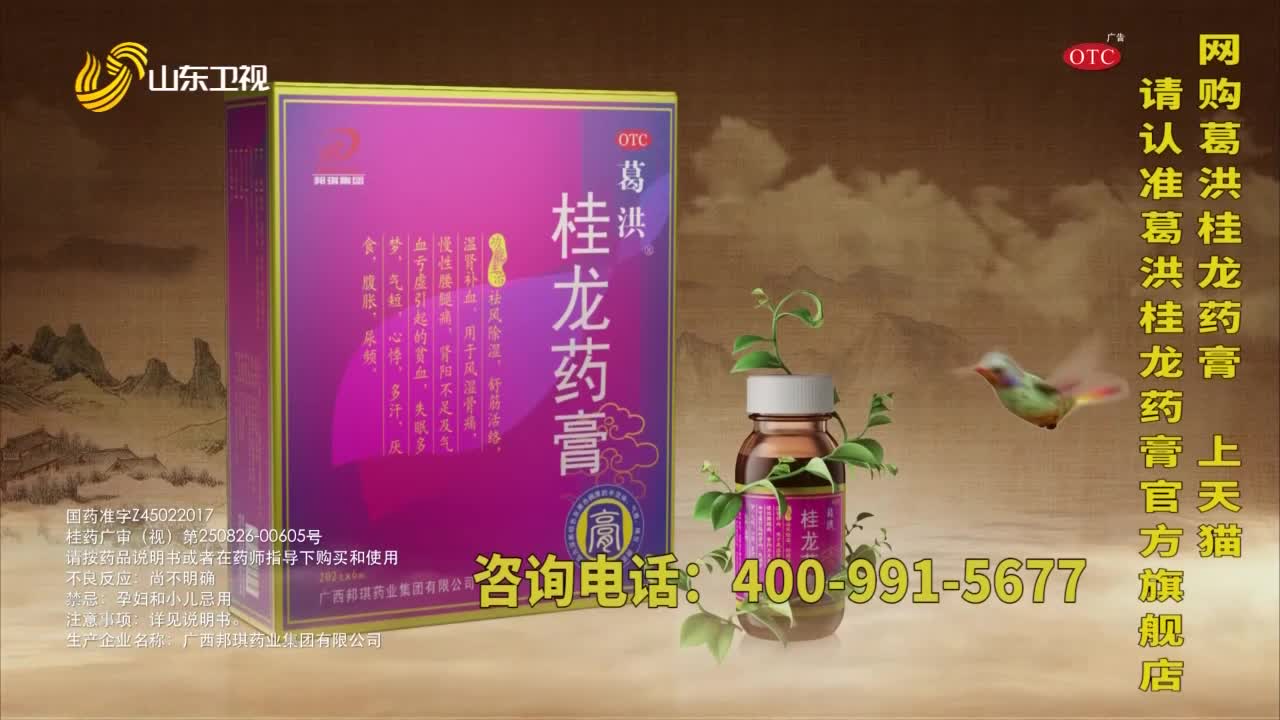 山东卫视
广告
OTC
网购葛洪桂龙药膏 上天猫
请认准葛洪桂龙药膏官方旗舰店
邦琪集团
OTC
葛洪
桂龙药膏
祛风除湿，舒筋活络，
温肾补血。用于风湿骨痛，
慢性腰腿痛，肾阳不足及气
血亏虚引起的贫血，失眠多
梦，气短，心悸，多汗，厌
食，腹胀，尿频。
膏
广西邦琪药业集团有限公司
葛洪
桂龙
咨询电话：400-991-5677
国药准字Z45022017
桂药广审（视）第250826-00605号
请按药品说明书或者在药师指导下购买和使用
不良反应：尚不明确
禁忌：孕妇和小儿忌用
注意事项：详见说明书。
生产企业名称：广西邦琪药业集团有限公司